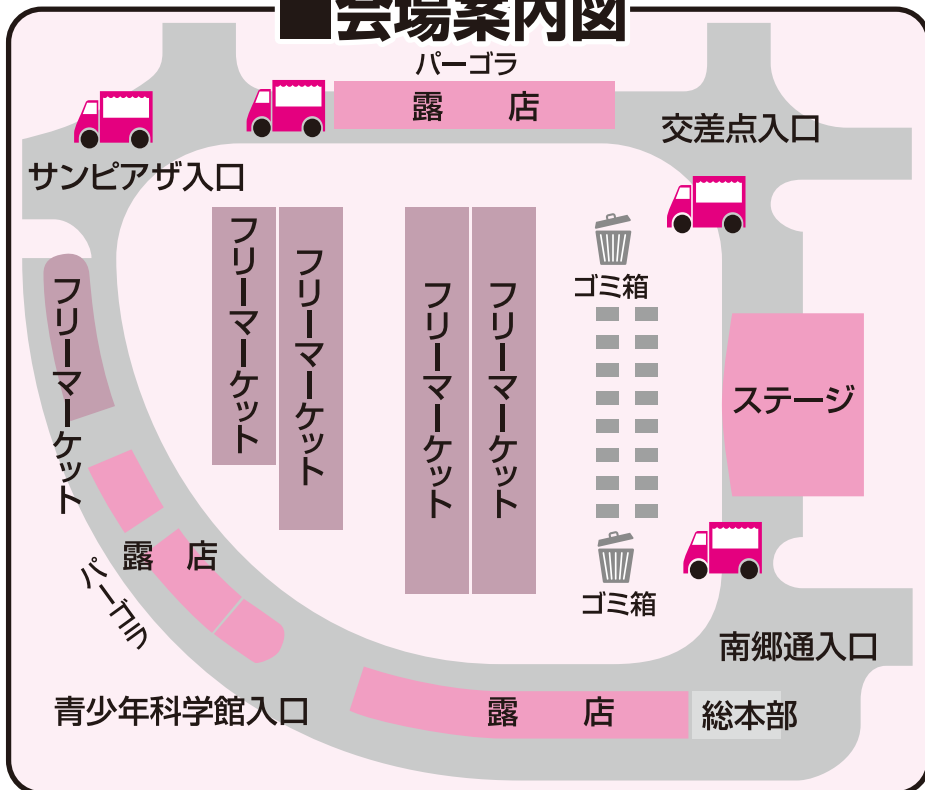 ■会場案内図
パーゴラ
露 店
交差点入口
サンピアザ入口
フリーマーケット
フリーマーケット
フリーマーケット
フリーマーケット
フリーマーケット
ゴミ箱
ステージ
露 店
パーゴラ
ゴミ箱
南郷通入口
青少年科学館入口
露 店
総本部